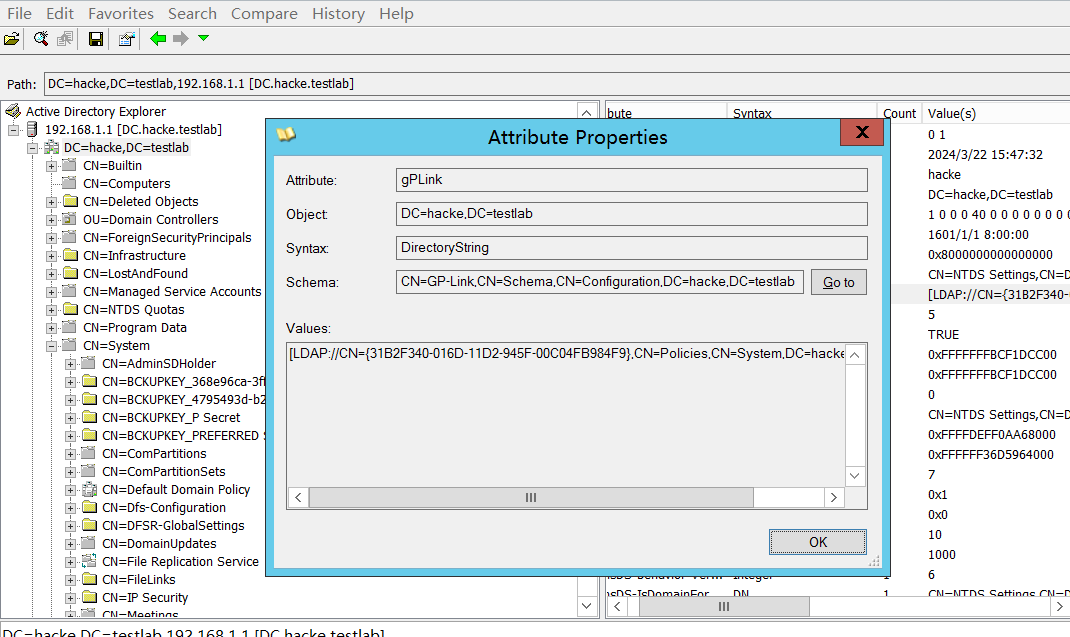 File Edit Favorites Search Compare History Help
Path: DC=hacke,DC=testlab,192.168.1.1 [DC.hacke.testlab]
Active Directory Explorer
192.168.1.1 [DC.hacke.testlab]
DC=hacke,DC=testlab
CN=Builtin
CN=Computers
CN=Deleted Objects
OU=Domain Controllers
CN=ForeignSecurityPrincipals
CN=Infrastructure
CN=LostAndFound
CN=Managed Service Accounts
CN=NTDS Quotas
CN=Program Data
CN=System
CN=AdminSDHolder
CN=BCKUPKEY_368e96ca-3ff
CN=BCKUPKEY_4795493d-b2
CN=BCKUPKEY_P Secret
CN=BCKUPKEY_PREFERRED
CN=ComPartitions
CN=ComPartitionSets
CN=Default Domain Policy
CN=Dfs-Configuration
CN=DFSR-GlobalSettings
CN=DomainUpdates
CN=File Replication Service
CN=FileLinks
CN=IP Security
CN=Meetings
Attribute Properties
Attribute: gPLink
Object: DC=hacke,DC=testlab
Syntax: DirectoryString
Schema: CN=GP-Link,CN=Schema,CN=Configuration,DC=hacke,DC=testlab Go to
Values:
[LDAP://CN={31B2F340-016D-11D2-945F-00C04FB984F9},CN=Policies,CN=System,DC=hacke
OK
bute Syntax Count Value(s)
0 1
2024/3/22 15:47:32
hacke
DC=hacke,DC=testlab
1 0 0 0 40 0 0 0 0 0 0 0 0
1601/1/1 8:00:00
0x8000000000000000
CN=NTDS Settings,CN=D
[LDAP://CN={31B2F340-
5
TRUE
0xFFFFFFFBCF1DCC00
0xFFFFFFFBCF1DCC00
0
CN=NTDS Settings,CN=D
0xFFFFDEFF0AA68000
0xFFFFFF36D5964000
7
0x1
0x0
10
1000
6
nsDS-IsDomainFor DN 1 CN=NTDS Settings,CN=D
DC=hacke,DC=testlab,192.168.1.1 [DC.hacke.testlab]